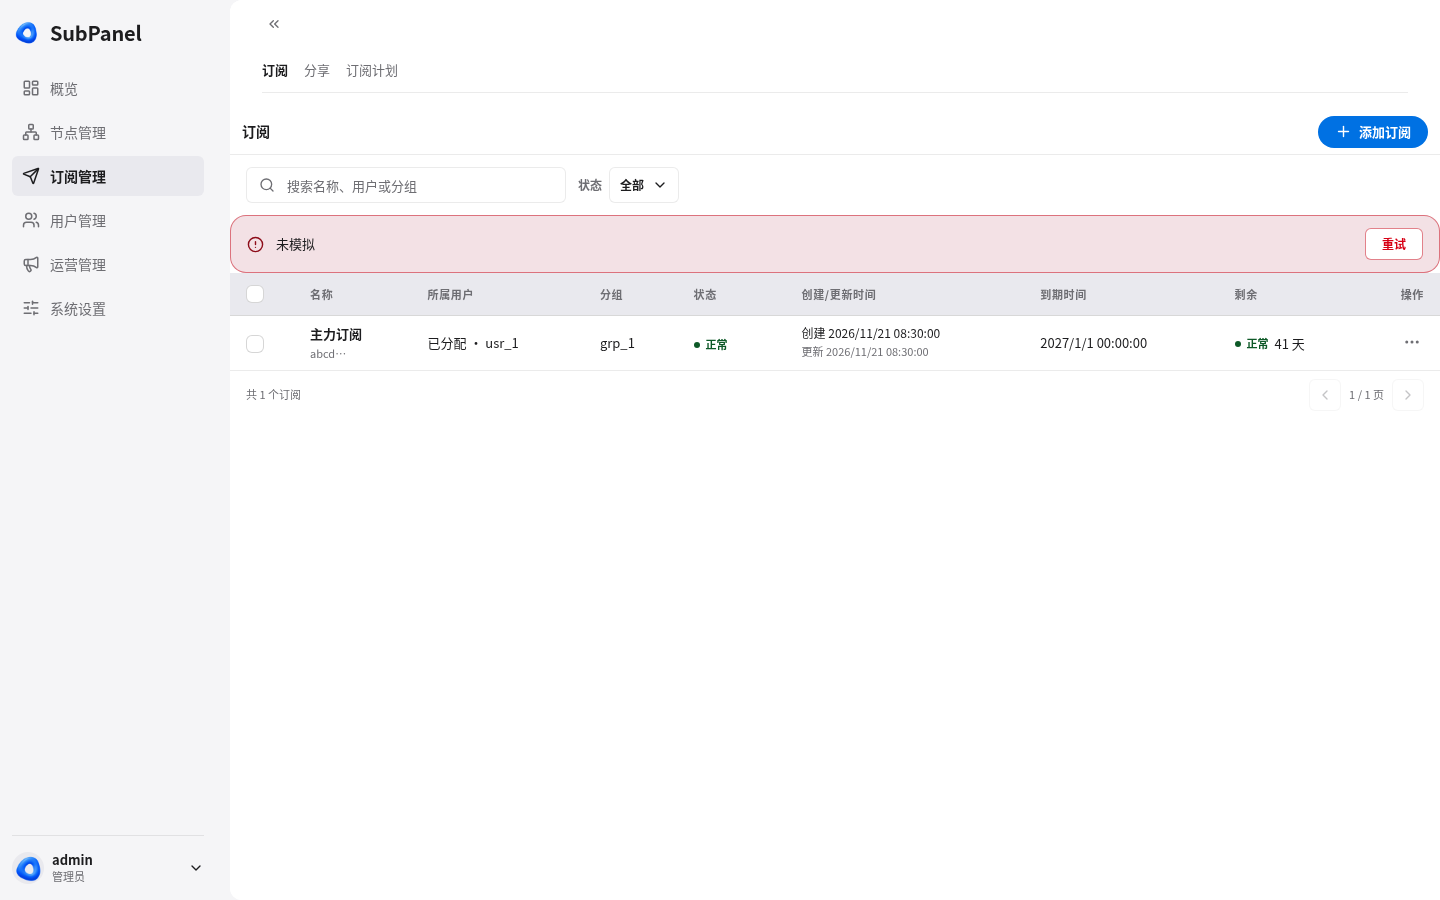 SubPanel
概览
节点管理
订阅管理
用户管理
运营管理
系统设置
admin
管理员
订阅 分享 订阅计划
订阅
添加订阅
搜索名称、用户或分组
状态 全部
未模拟
重试
名称 所属用户 分组 状态 创建/更新时间 到期时间 剩余 操作
主力订阅
abcd···
已分配 · usr_1
grp_1
正常
创建 2026/11/21 08:30:00
更新 2026/11/21 08:30:00
2027/1/1 00:00:00
正常 41 天
共 1 个订阅
1 / 1 页